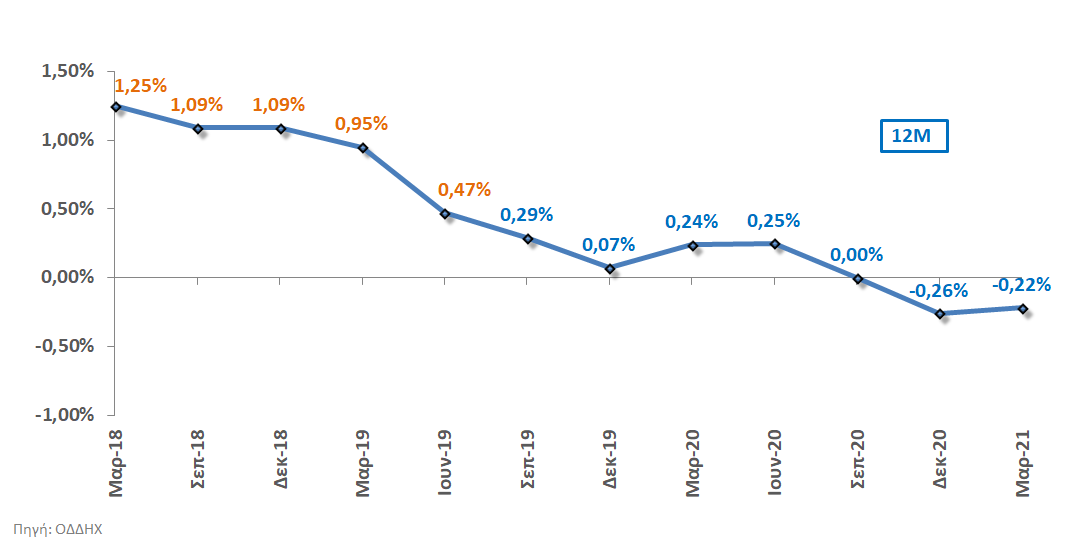 1,50%
1,00%
0,50%
0,00%
-0,50%
-1,00%
1,25%
1,09%
1,09%
0,95%
0,47%
0,29%
0,07%
0,24%
0,25%
0,00%
-0,26%
-0,22%
12M
Μαρ-18
Σεπ-18
Δεκ-18
Μαρ-19
Ιουν-19
Σεπ-19
Δεκ-19
Μαρ-20
Ιουν-20
Σεπ-20
Δεκ-20
Μαρ-21
Πηγή: ΟΔΔΗΧ